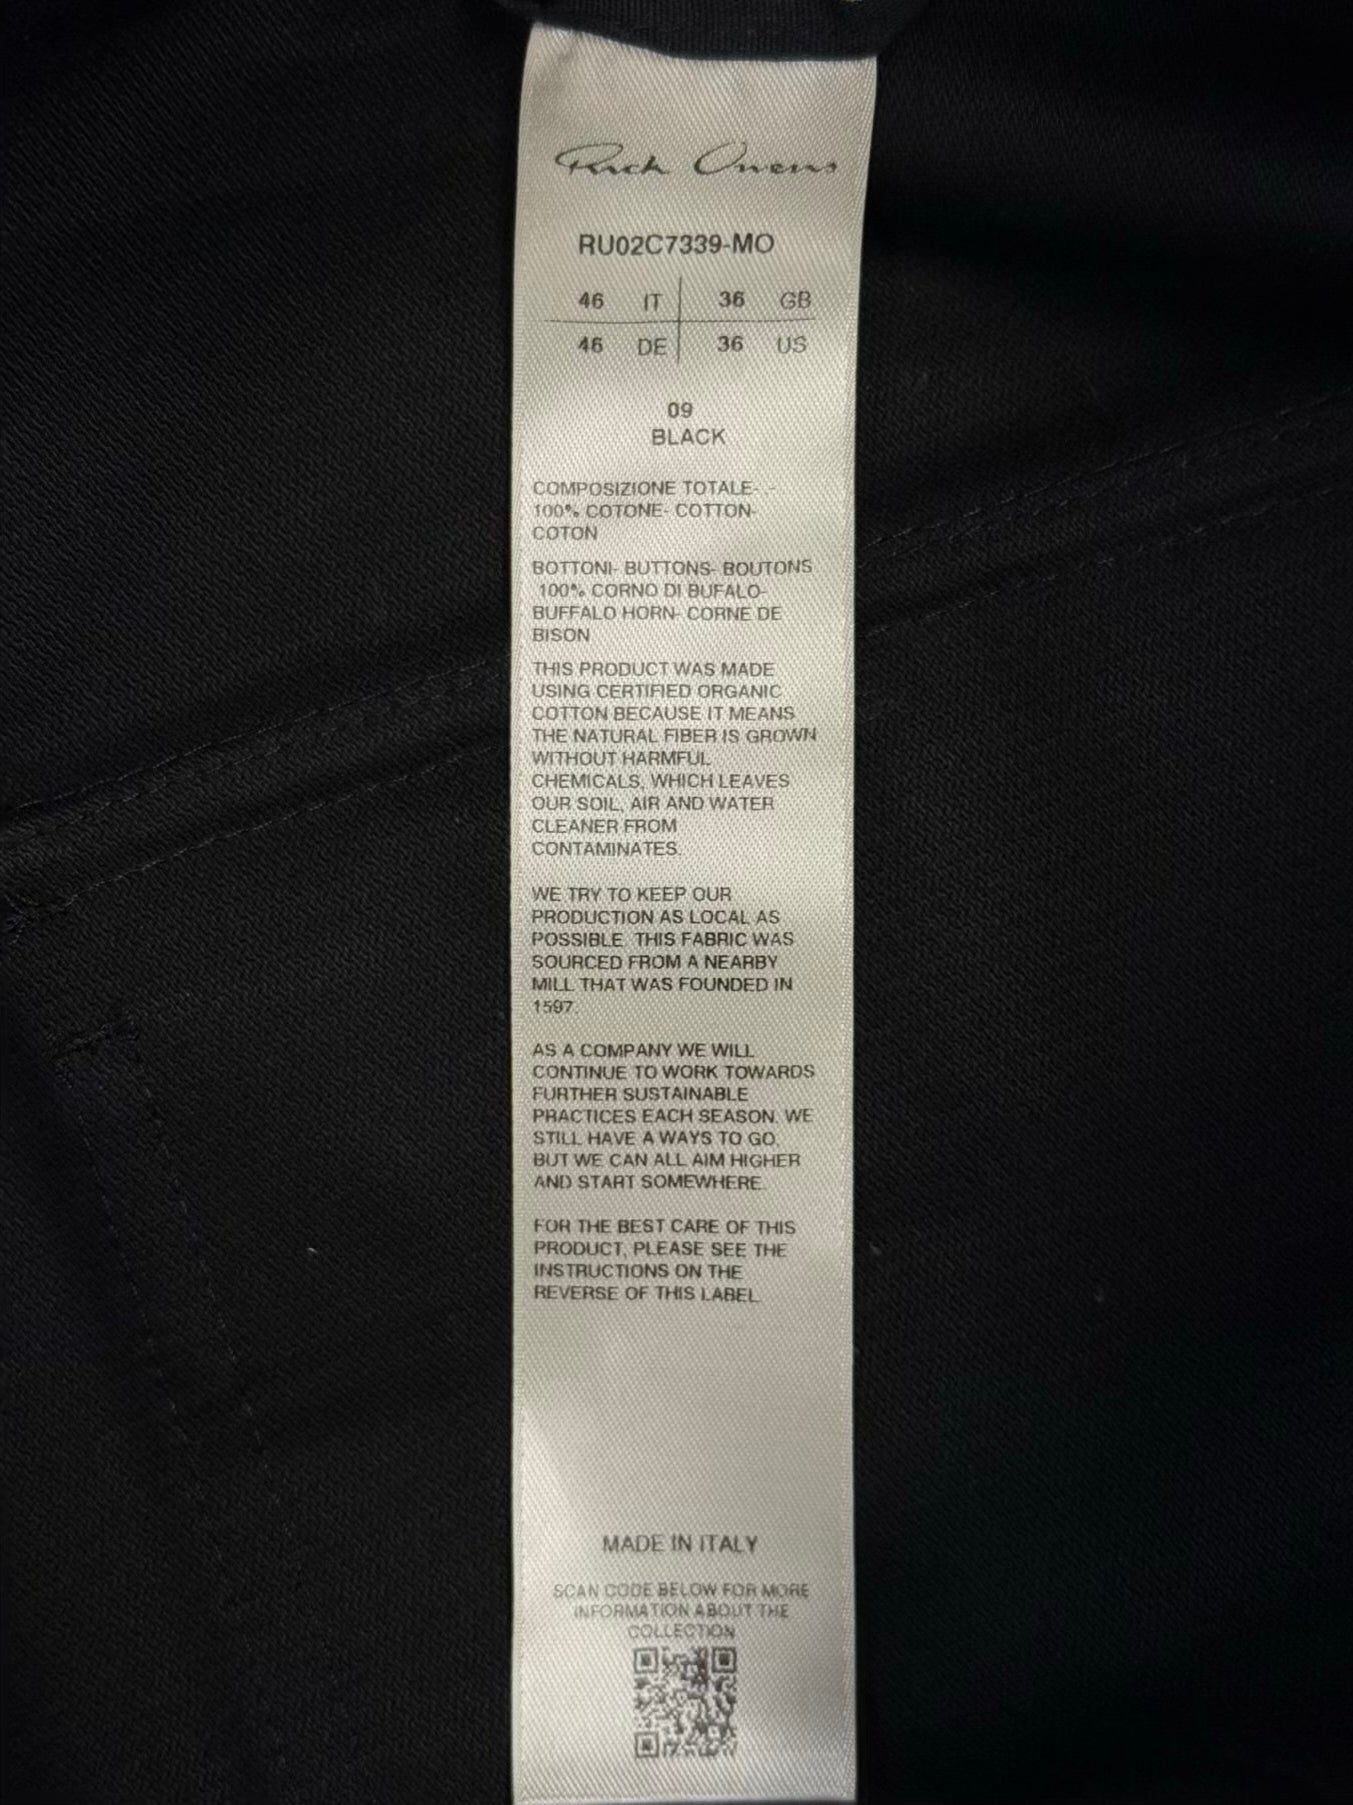 Rick Owens
RU02C7339-MO
46 IT 36 GB
46 DE 36 US
09
BLACK
COMPOSIZIONE TOTALE- .-
100% COTONE- COTTON-
COTON
BOTTONI- BUTTONS- BOUTONS
100% CORNO DI BUFALO-
BUFFALO HORN- CORNE DE
BISON
THIS PRODUCT WAS MADE
USING CERTIFIED ORGANIC
COTTON BECAUSE IT MEANS
THE NATURAL FIBER IS GROWN
WITHOUT HARMFUL
CHEMICALS, WHICH LEAVES
OUR SOIL, AIR AND WATER
CLEANER FROM
CONTAMINATES.
WE TRY TO KEEP OUR
PRODUCTION AS LOCAL AS
POSSIBLE. THIS FABRIC WAS
SOURCED FROM A NEARBY
MILL THAT WAS FOUNDED IN
1597.
AS A COMPANY WE WILL
CONTINUE TO WORK TOWARDS
FURTHER SUSTAINABLE
PRACTICES EACH SEASON. WE
STILL HAVE A WAYS TO GO,
BUT WE CAN ALL AIM HIGHER
AND START SOMEWHERE.
FOR THE BEST CARE OF THIS
PRODUCT, PLEASE SEE THE
INSTRUCTIONS ON THE
REVERSE OF THIS LABEL.
MADE IN ITALY
SCAN CODE BELOW FOR MORE
INFORMATION ABOUT THE
COLLECTION